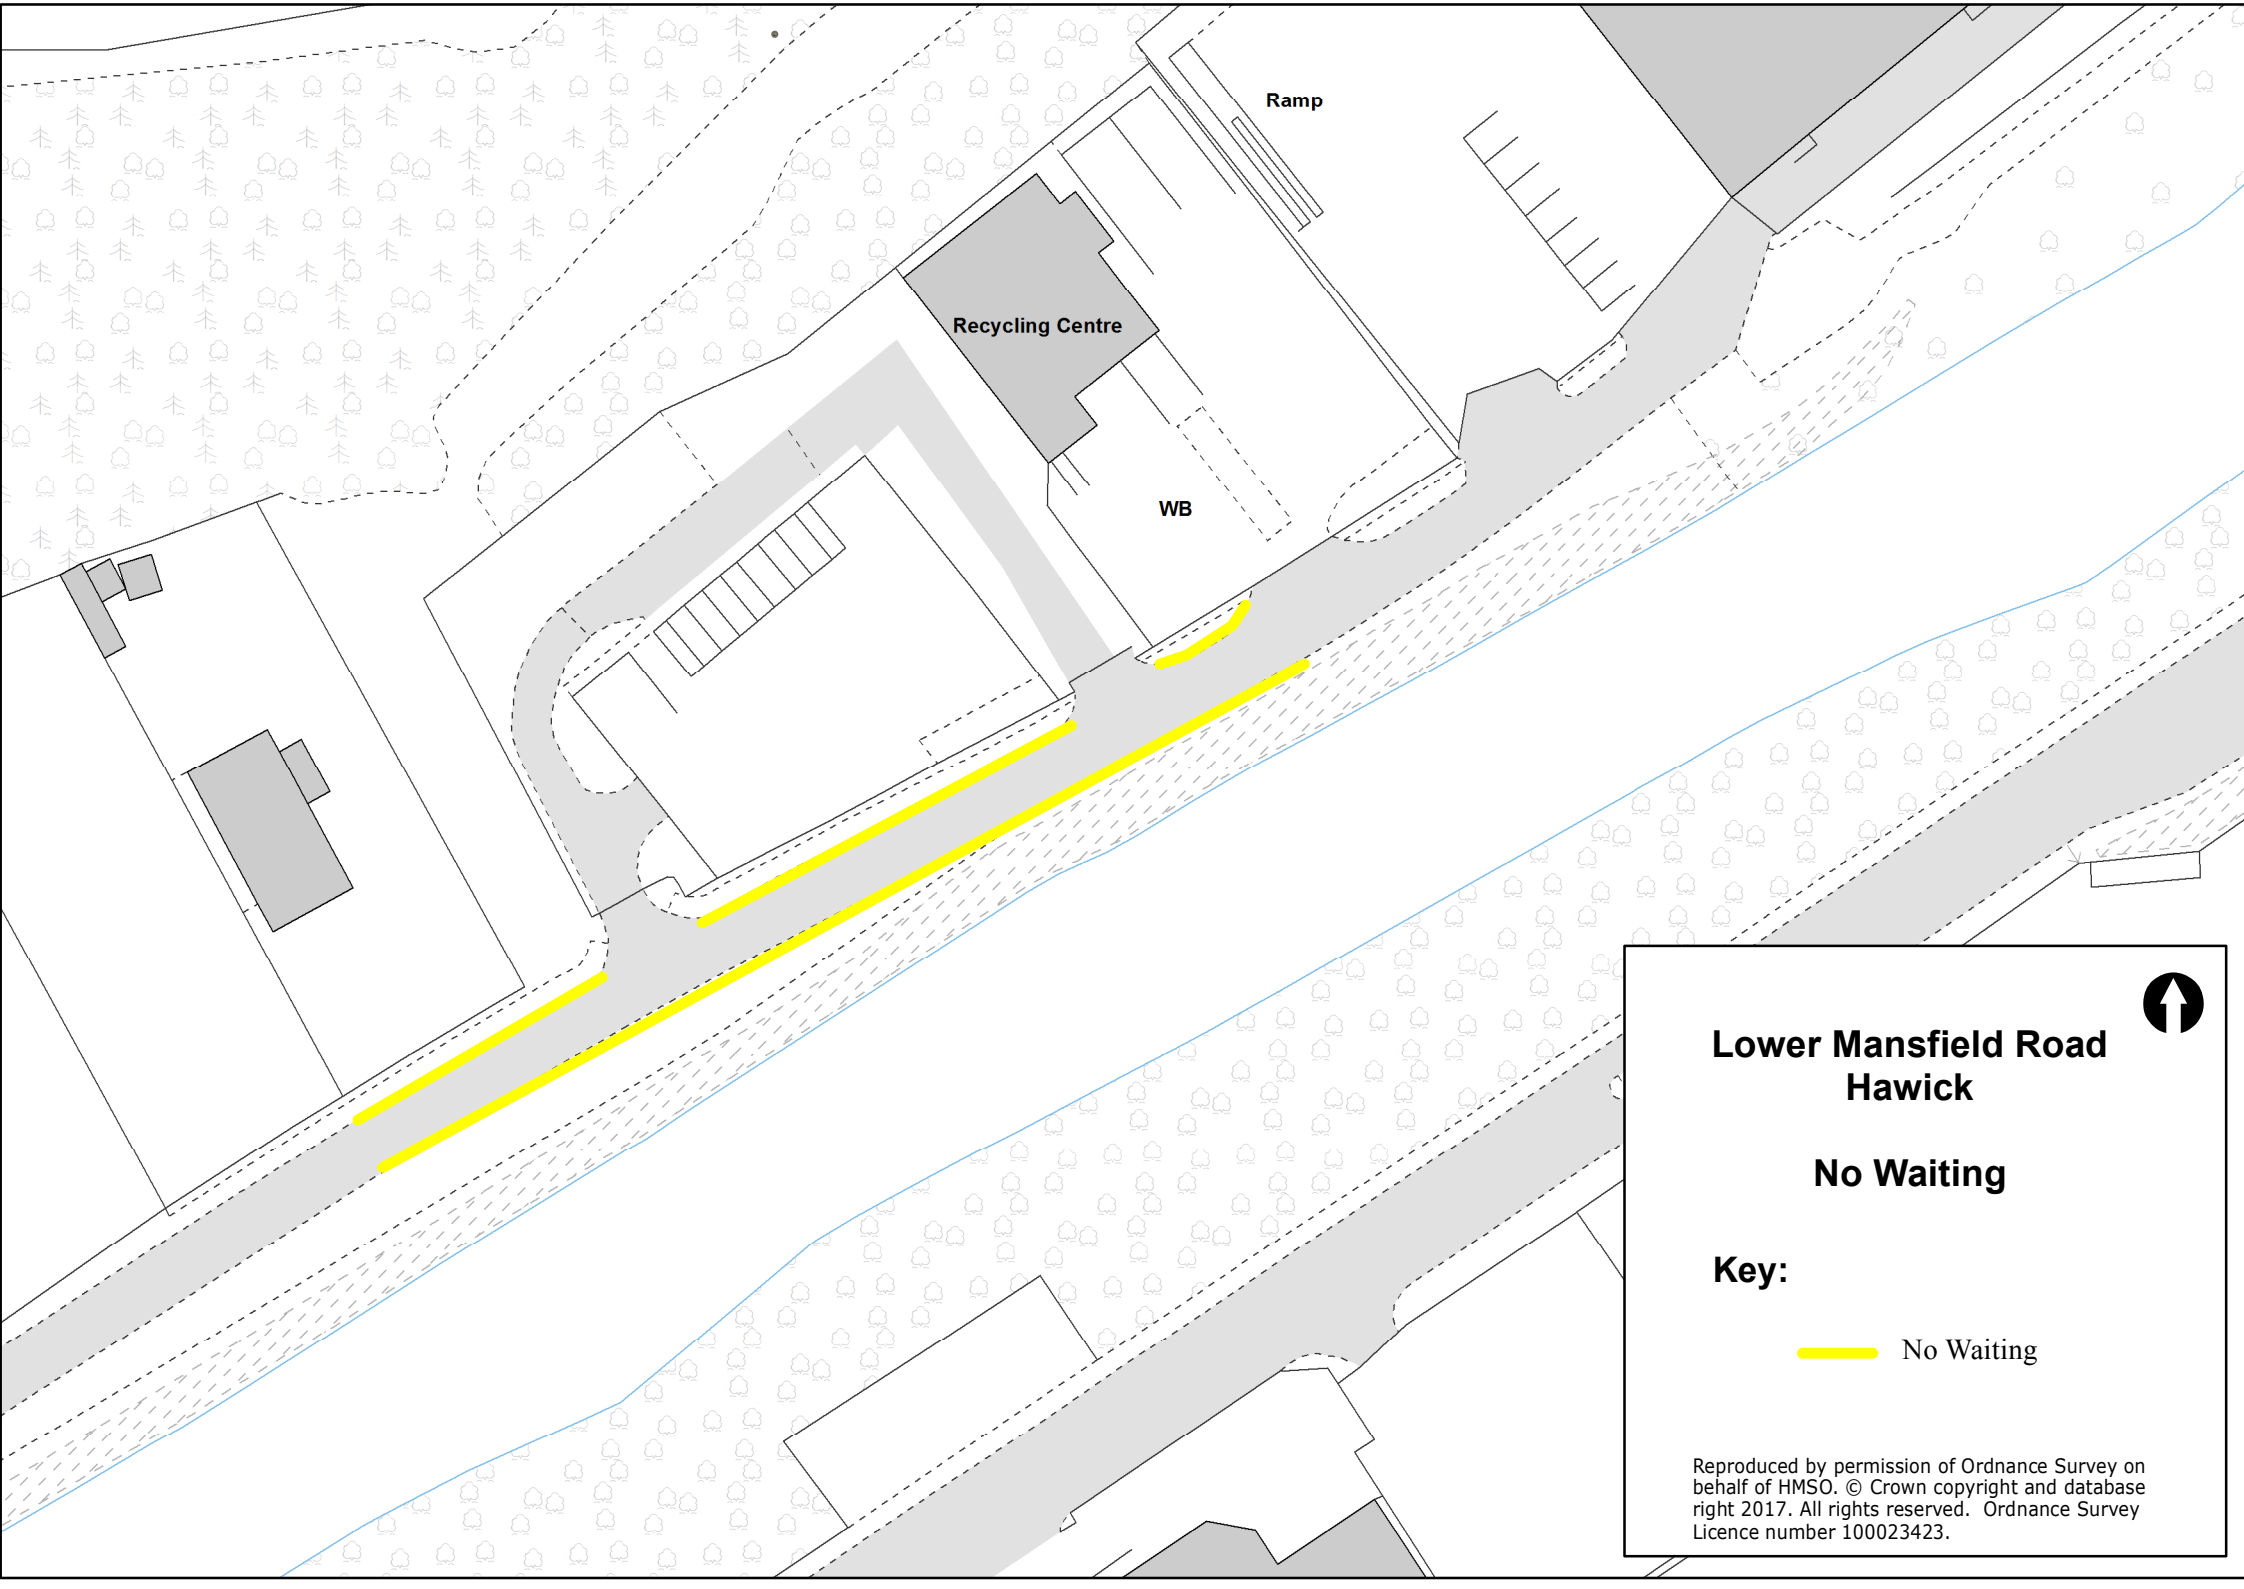 Ramp
Recycling Centre
WB
Lower Mansfield Road
Hawick
No Waiting
Key:
No Waiting
Reproduced by permission of Ordnance Survey on
behalf of HMSO. © Crown copyright and database
right 2017. All rights reserved. Ordnance Survey
Licence number 100023423.